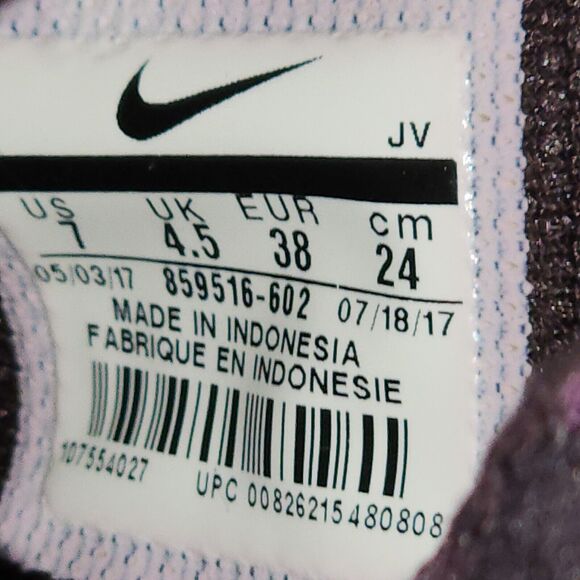 JV
US UK EUR cm
7 4.5 38 24
05/03/17 859516-602 07/18/17
MADE IN INDONESIA
FABRIQUE EN INDONESIE
107554027
UPC 00826215480808